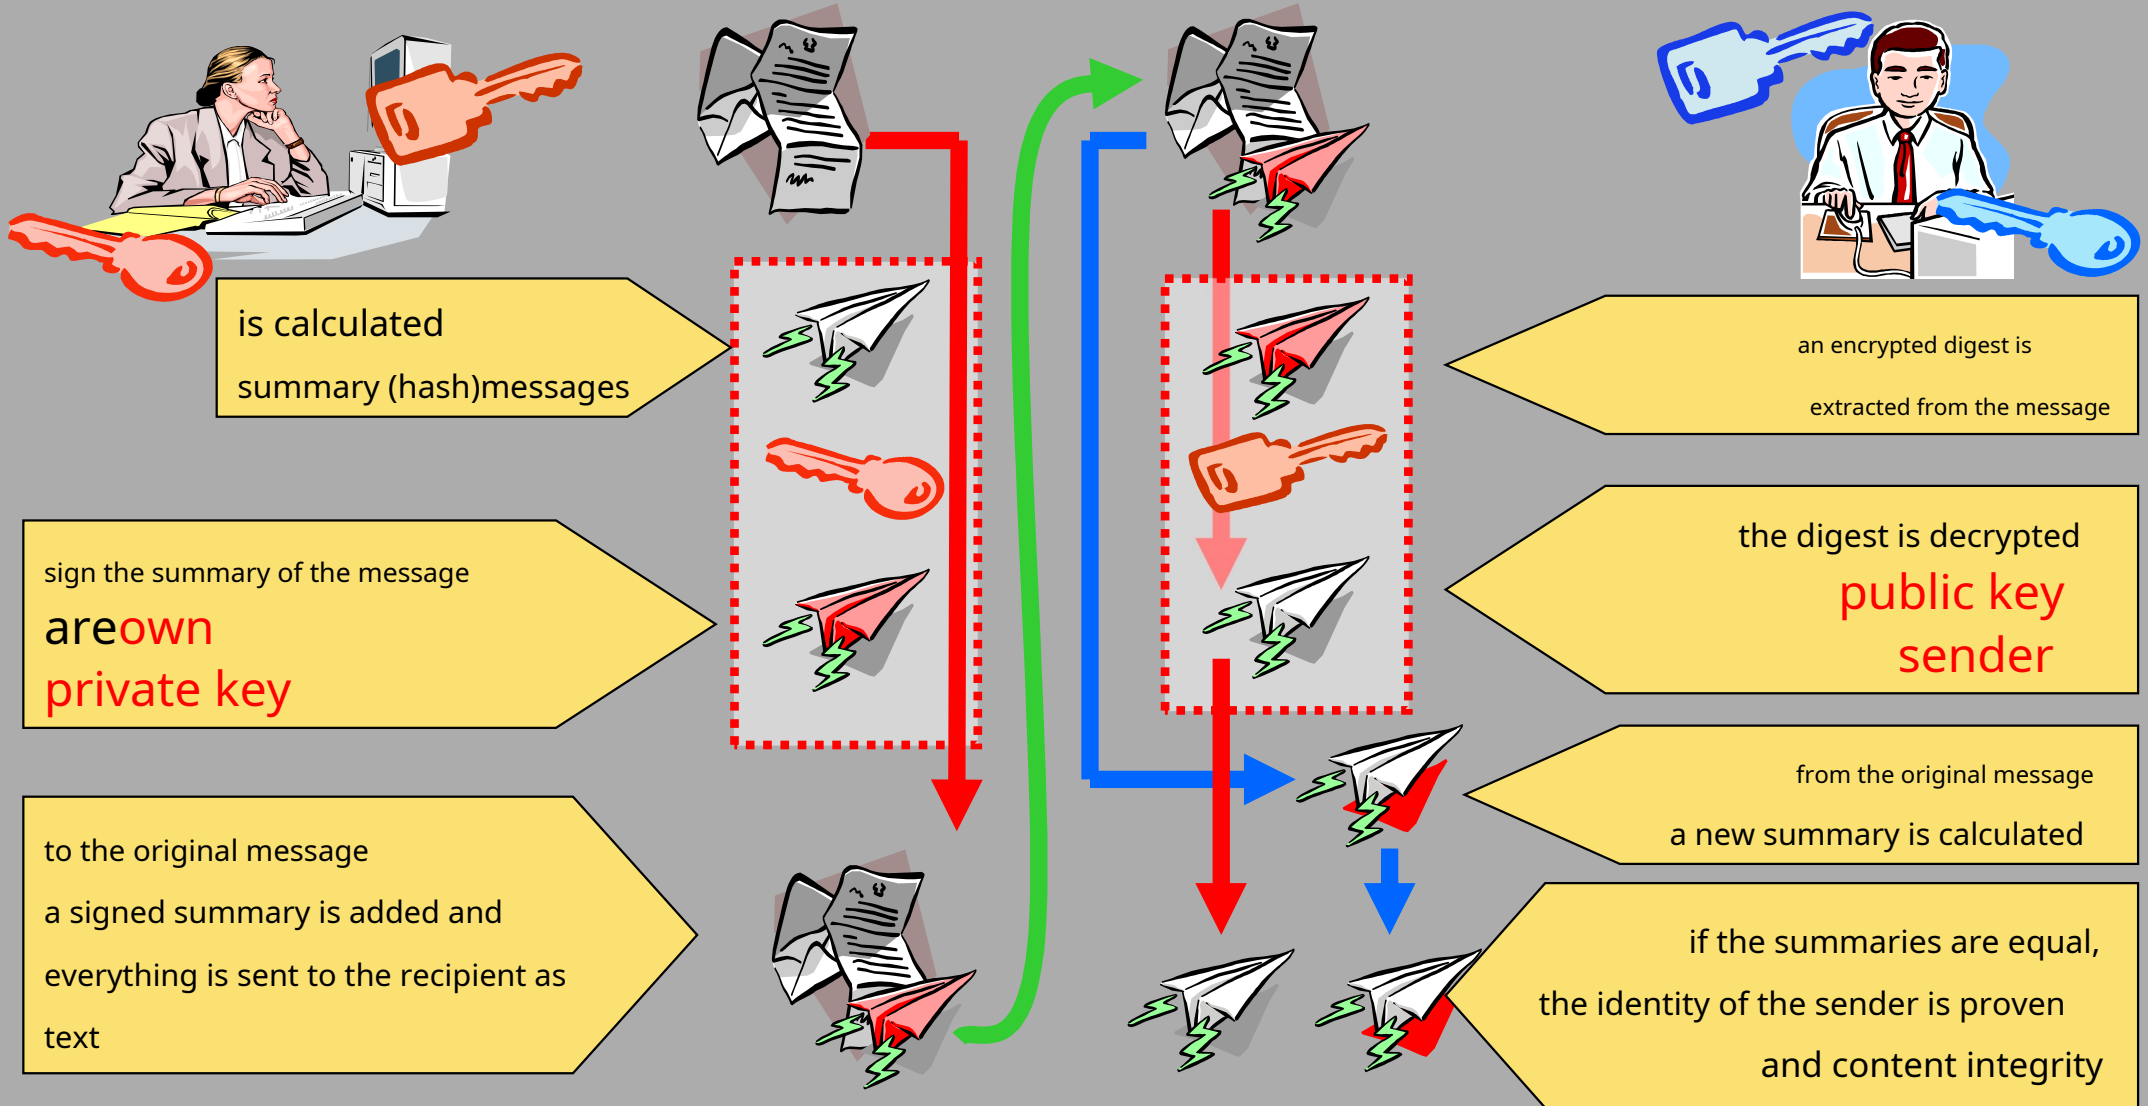 is calculated
summary (hash)messages
sign the summary of the message
areown
private key
to the original message
a signed summary is added and
everything is sent to the recipient as
text
an encrypted digest is
extracted from the message
the digest is decrypted
public key
sender
from the original message
a new summary is calculated
if the summaries are equal,
the identity of the sender is proven
and content integrity